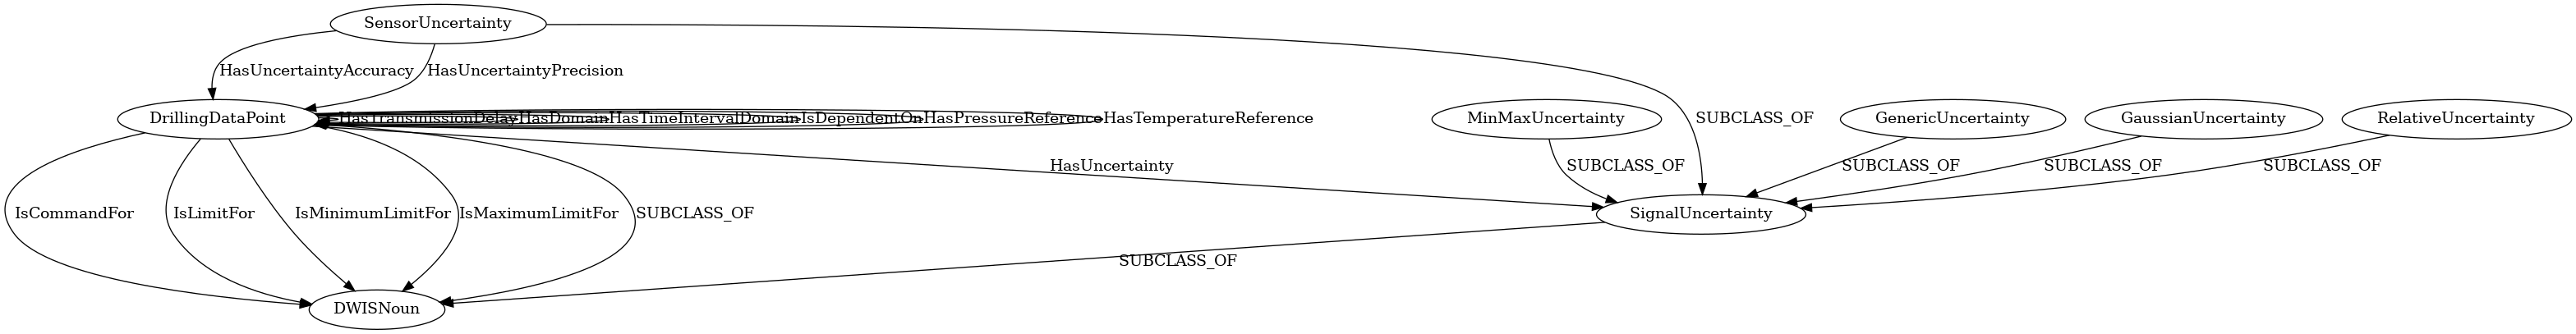 SensorUncertainty
HasUncertaintyAccuracy
HasUncertaintyPrecision
DrillingDataPoint
HasTransmissionDelay
HasDomain
HasTimeIntervalDomain
IsDependentOn
HasPressureReference
HasTemperatureReference
MinMaxUncertainty
SUBCLASS_OF
GenericUncertainty
GaussianUncertainty
RelativeUncertainty
HasUncertainty
SUBCLASS_OF
SUBCLASS_OF
SUBCLASS_OF
SUBCLASS_OF
IsCommandFor
IsLimitFor
IsMinimumLimitFor
IsMaximumLimitFor
SUBCLASS_OF
SignalUncertainty
SUBCLASS_OF
DWISNoun